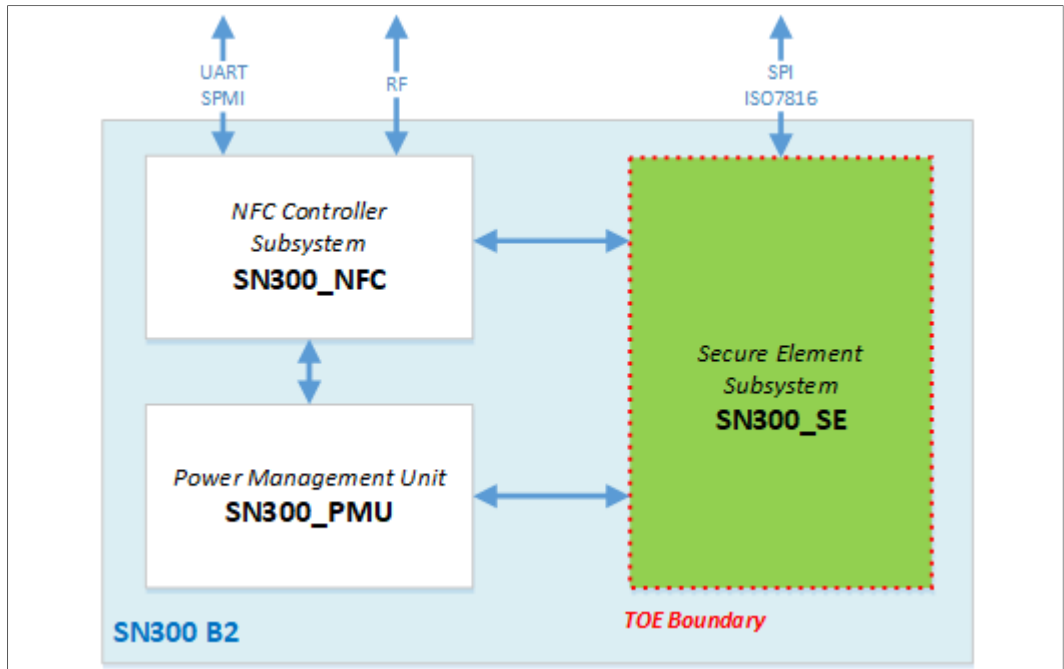 UART
SPMI
RF
SPI
ISO7816
NFC Controller
Subsystem
SN300_NFC
Secure Element
Subsystem
SN300_SE
Power Management Unit
SN300_PMU
TOE Boundary
SN300 B2